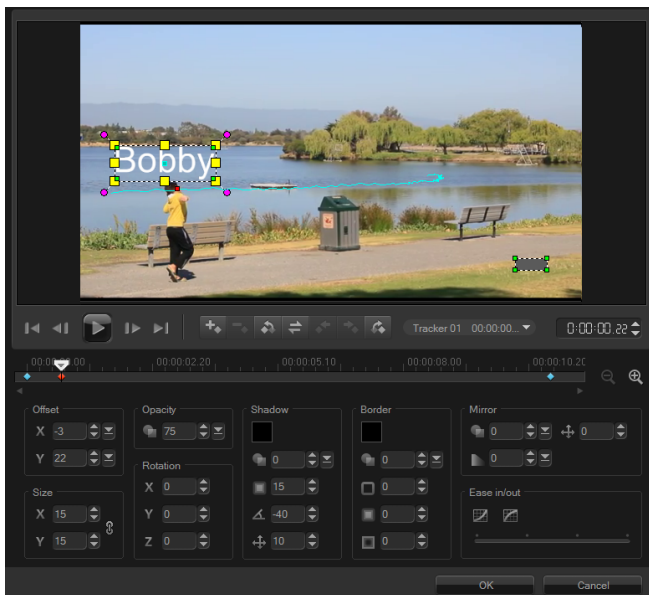 Bobby
Tracker 01 00:00:00... 0:00:00.22
00:00:00.00 00:00:02.20 00:00:05.10 00:00:08.00 00:00:10.20
Offset Opacity Shadow Border Mirror
X -3 75 0 0
Y 22 0 0 0
Rotation
X 0 15 0
Size Ease in/out
X 15 Y 0 -40 0
Y 15 Z 0 10 0
OK Cancel